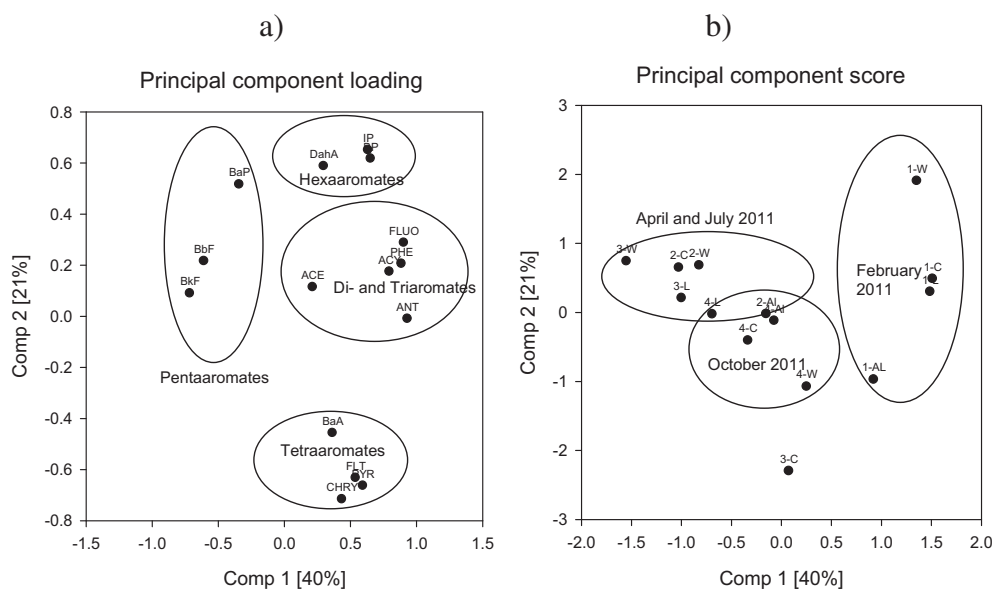 a)
Principal component loading
0.8
0.6
0.4
0.2
0.0
-0.2
-0.4
-0.6
-0.8
Comp 2 [21%]
IP
DahA
Hexaaromates
BaP
BbF
BkF
Pentaaromates
FLUO
PHE
ACY
ACE
Di- and Triaromates
ANT
BaA
Tetraaromates
FLT
CHRY
-1.5
-1.0
-0.5
0.0
0.5
1.0
1.5
Comp 1 [40%]
b)
Principal component score
3
2
1
0
-1
-2
-3
Comp 2 [21%]
1-W
April and July 2011
3-W
2-C
2-W
3-L
February
2011
1-C
4-L
2-Al
4-C
October 2011
4-W
1-AL
3-C
-2.0
-1.5
-1.0
-0.5
0.0
0.5
1.0
1.5
2.0
Comp 1 [40%]